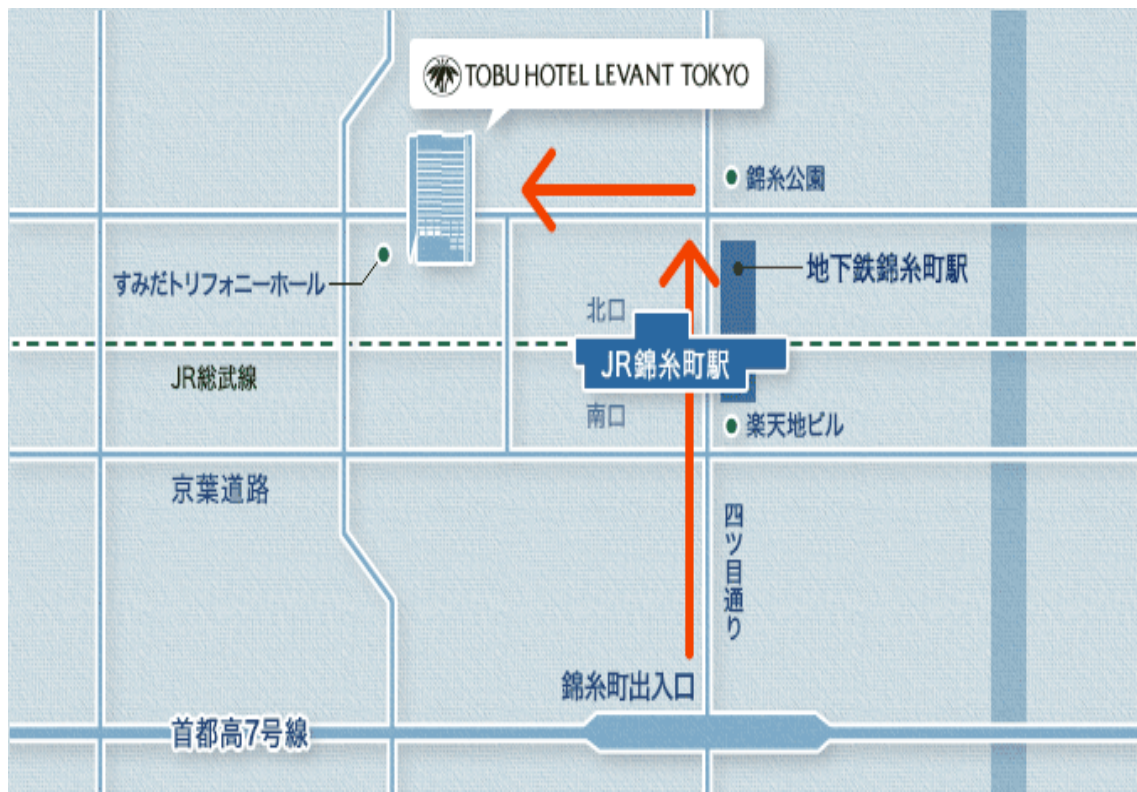 TOBU HOTEL LEVANT TOKYO
錦糸公園
地下鉄錦糸町駅
すみだトリフォニーホール
北口
JR錦糸町駅
JR総武線
南口
楽天地ビル
京葉道路
四ツ目通り
錦糸町出入口
首都高7号線